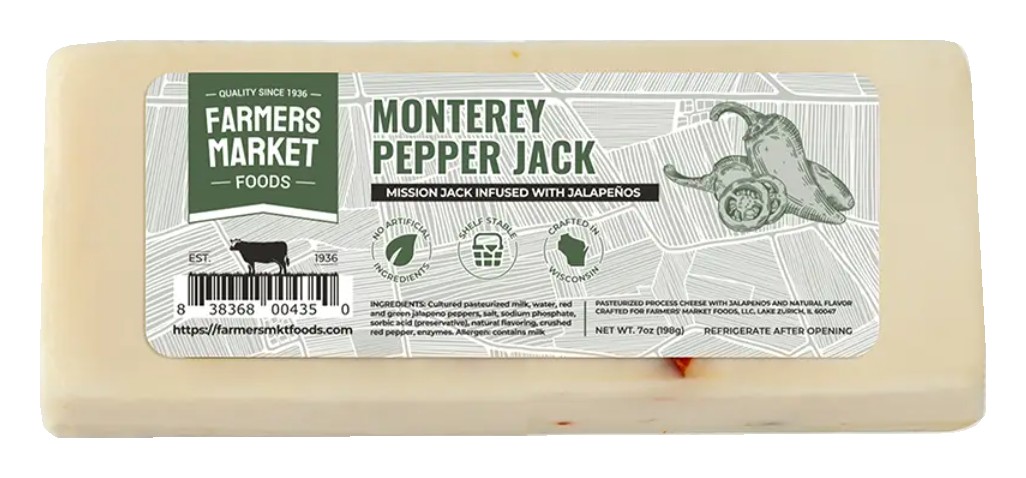 QUALITY SINCE 1936
FARMERS
MARKET
FOODS
EST. 1936
8 38368 00435 0
https://farmersmktfoods.com
MONTEREY
PEPPER JACK
MISSION JACK INFUSED WITH JALAPEÑOS
NO ARTIFICIAL INGREDIENTS
SHELF STABLE
CRAFTED IN WISCONSIN
INGREDIENTS: Cultured pasteurized milk, water, red
and green jalapeno peppers, salt, sodium phosphate,
sorbic acid (preservative), natural flavoring, crushed
red pepper, enzymes. Allergen: contains milk
PASTEURIZED PROCESS CHEESE WITH JALAPENOS AND NATURAL FLAVOR
CRAFTED FOR FARMERS' MARKET FOODS, LLC, LAKE ZURICH, IL 60047
NET WT. 7oz (198g) REFRIGERATE AFTER OPENING